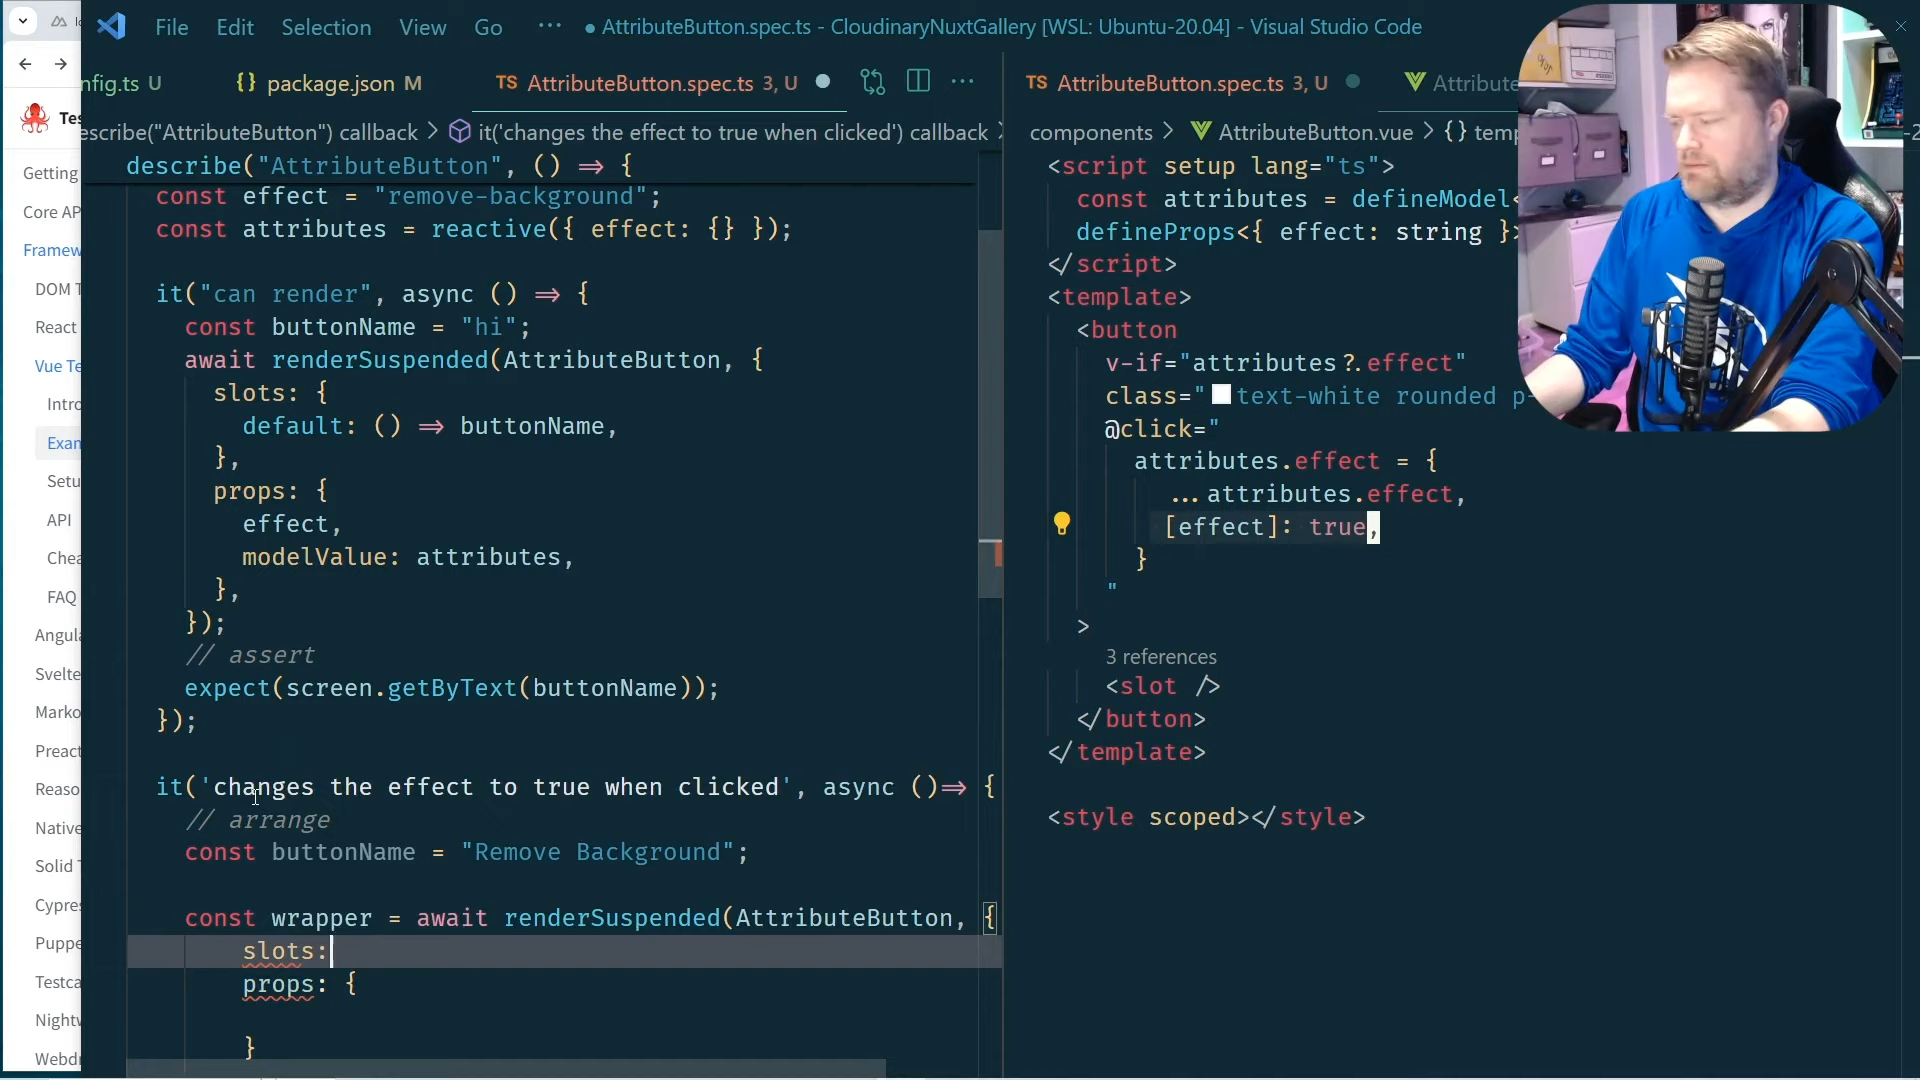 File Edit Selection View Go ··· ● AttributeButton.spec.ts - CloudinaryNuxtGallery [WSL: Ubuntu-20.04] - Visual Studio Code
nfig.ts U {} package.json M TS AttributeButton.spec.ts 3, U ● ···
TS AttributeButton.spec.ts 3, U ● Attribute
escribe("AttributeButton") callback > it('changes the effect to true when clicked') callback >
components > AttributeButton.vue > {} temp
Tes
Getting
Core AP
Framew
DOM T
React
Vue Te
Intro
Exam
Setu
API
Chea
FAQ
Angula
Svelte
Marko
Preact
Reaso
Native
Solid T
Cypres
Puppe
Testca
Nightw
Webdr
describe("AttributeButton", () => {
const effect = "remove-background";
const attributes = reactive({ effect: {} });
it("can render", async () => {
const buttonName = "hi";
await renderSuspended(AttributeButton, {
slots: {
default: () => buttonName,
},
props: {
effect,
modelValue: attributes,
},
});
// assert
expect(screen.getByText(buttonName));
});
it('changes the effect to true when clicked', async ()=> {
// arrange
const buttonName = "Remove Background";
const wrapper = await renderSuspended(AttributeButton, {
slots:
props: {
}
<script setup lang="ts">
const attributes = defineModel<
defineProps<{ effect: string }>
</script>
<template>
<button
v-if="attributes?.effect"
class="text-white rounded p-
@click="
attributes.effect = {
...attributes.effect,
[effect]: true,
}
"
>
3 references
<slot />
</button>
</template>
<style scoped></style>